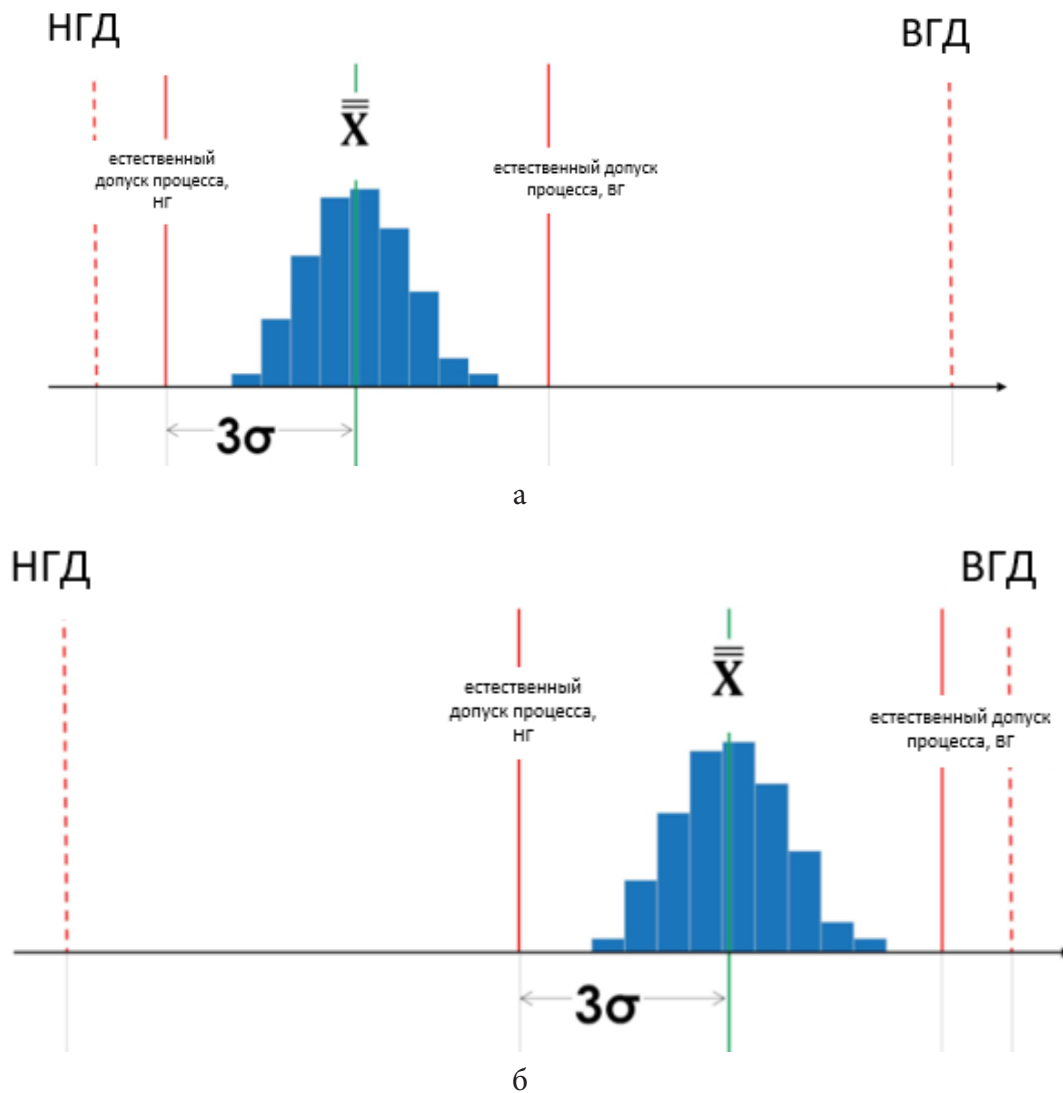 НГД
ВГД
X̿
естественный
допуск процесса,
НГ
естественный допуск
процесса, ВГ
3σ
а
НГД
ВГД
X̿
естественный
допуск процесса,
НГ
естественный допуск
процесса, ВГ
3σ
б